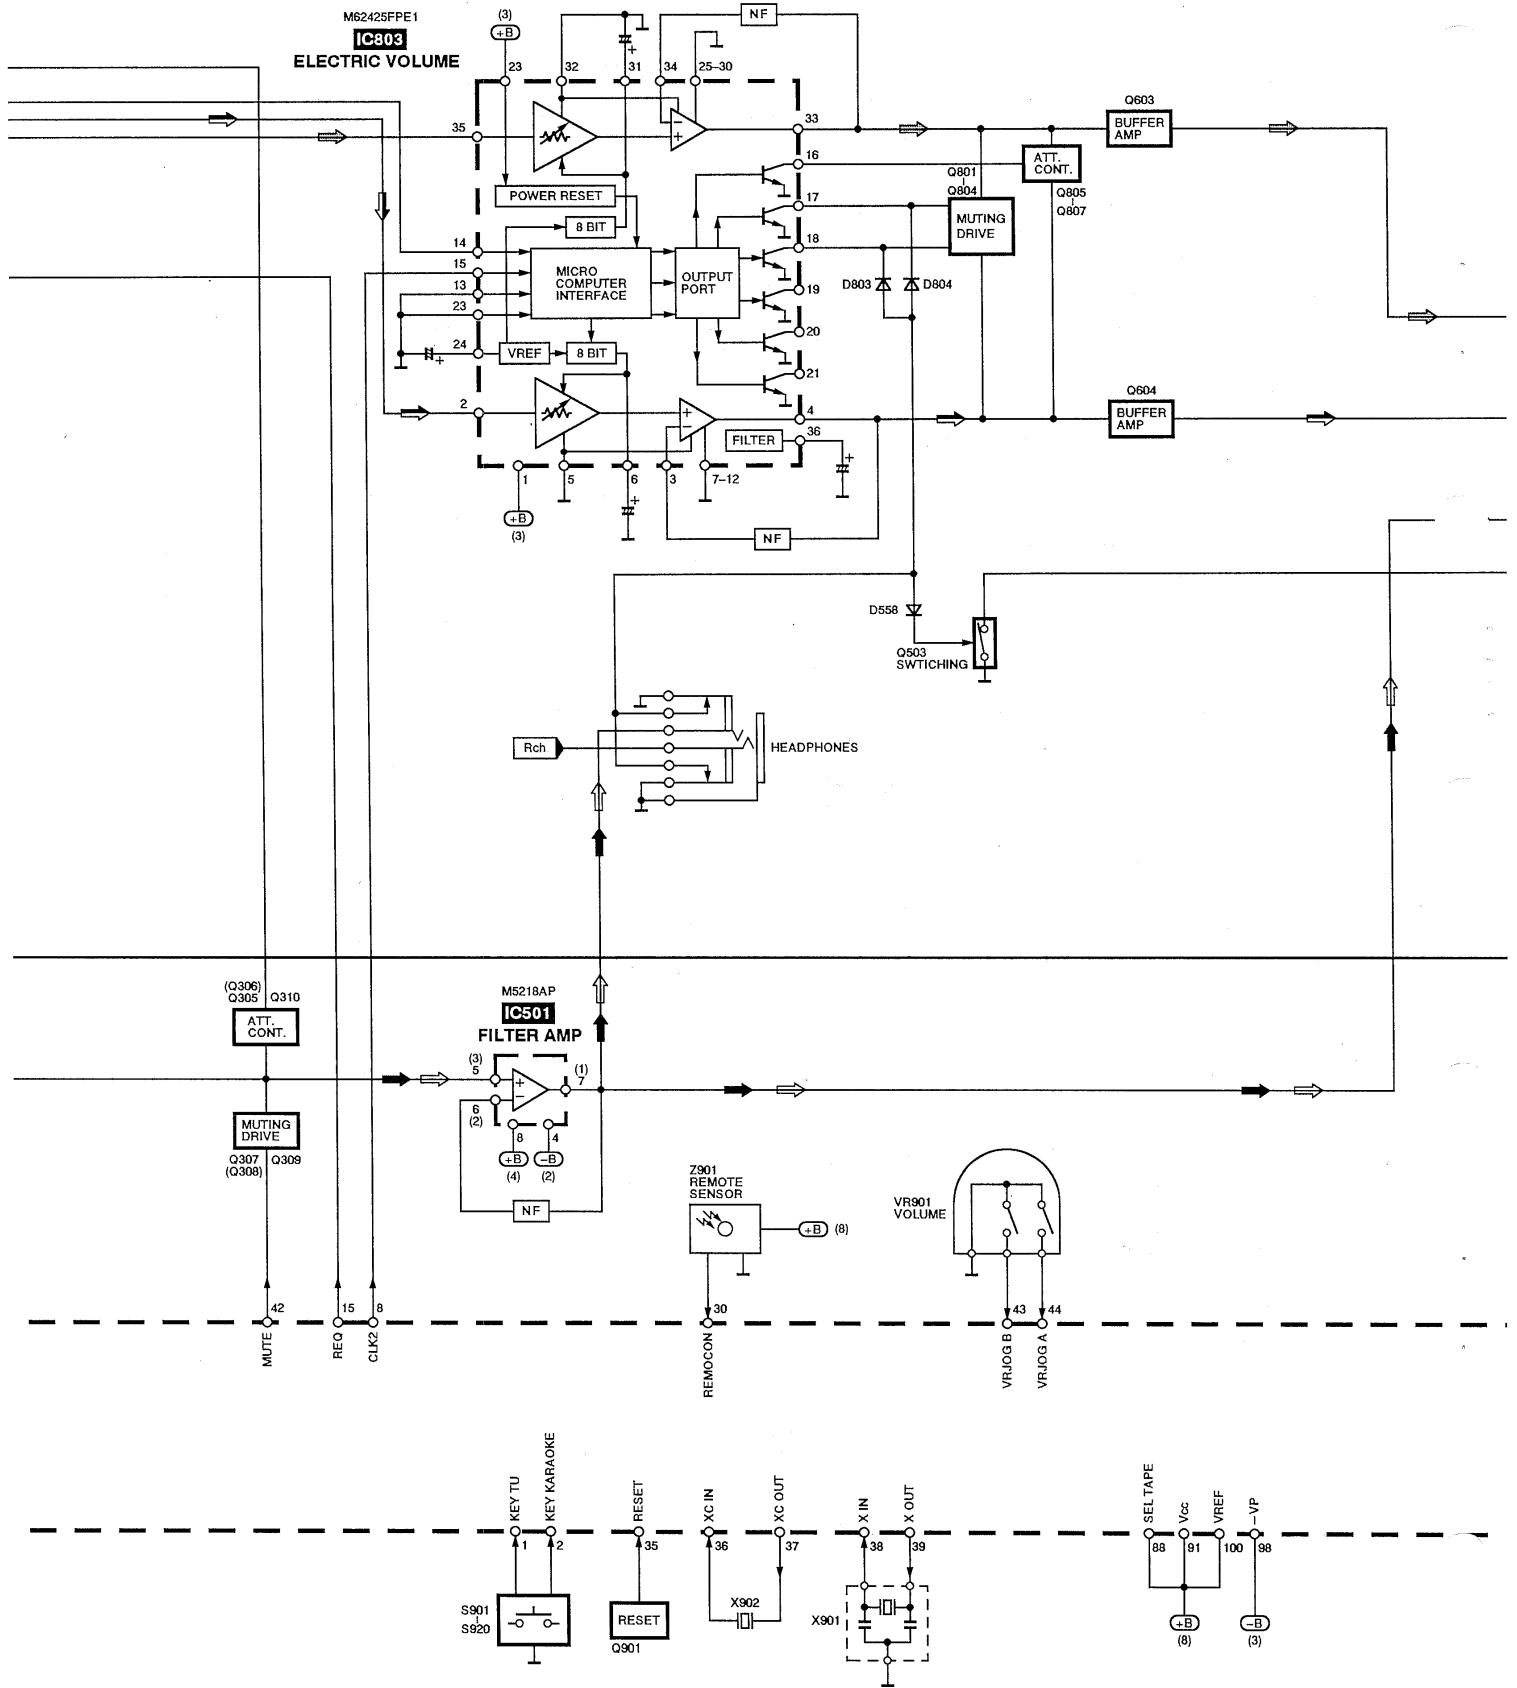 M62425FPE1
IC803
ELECTRIC VOLUME
(3)
+B
NF
23
32
31
34
25–30
+
35
−
+
33
16
POWER RESET
8 BIT
17
18
14
15
13
23
24
+
MICRO
COMPUTER
INTERFACE
OUTPUT
PORT
19
20
21
VREF
8 BIT
2
+
−
4
FILTER
36
+
1
5
6
3
7–12
+B
(3)
+
NF
Q603
BUFFER
AMP
ATT.
CONT.
Q801
Q804
Q805
Q807
MUTING
DRIVE
D803
D804
Q604
BUFFER
AMP
D558
Q503
SWTICHING
Rch
HEADPHONES
(Q306)
Q305
Q310
ATT.
CONT.
M5218AP
IC501
FILTER AMP
(3)
5
+
−
(1)
7
6
(2)
8
4
+B
(4)
−B
(2)
NF
MUTING
DRIVE
Q307
(Q308)
Q309
Z901
REMOTE
SENSOR
+B
(8)
VR901
VOLUME
42
15
8
30
43
44
MUTE
REQ
CLK2
REMOCON
VRJOG B
VRJOG A
KEY TU
KEY KARAOKE
RESET
XC IN
XC OUT
X IN
X OUT
SEL TAPE
Vcc
VREF
−VP
1
2
35
36
37
38
39
88
91
100
98
S901
S920
RESET
Q901
X902
X901
+B
(8)
−B
(3)